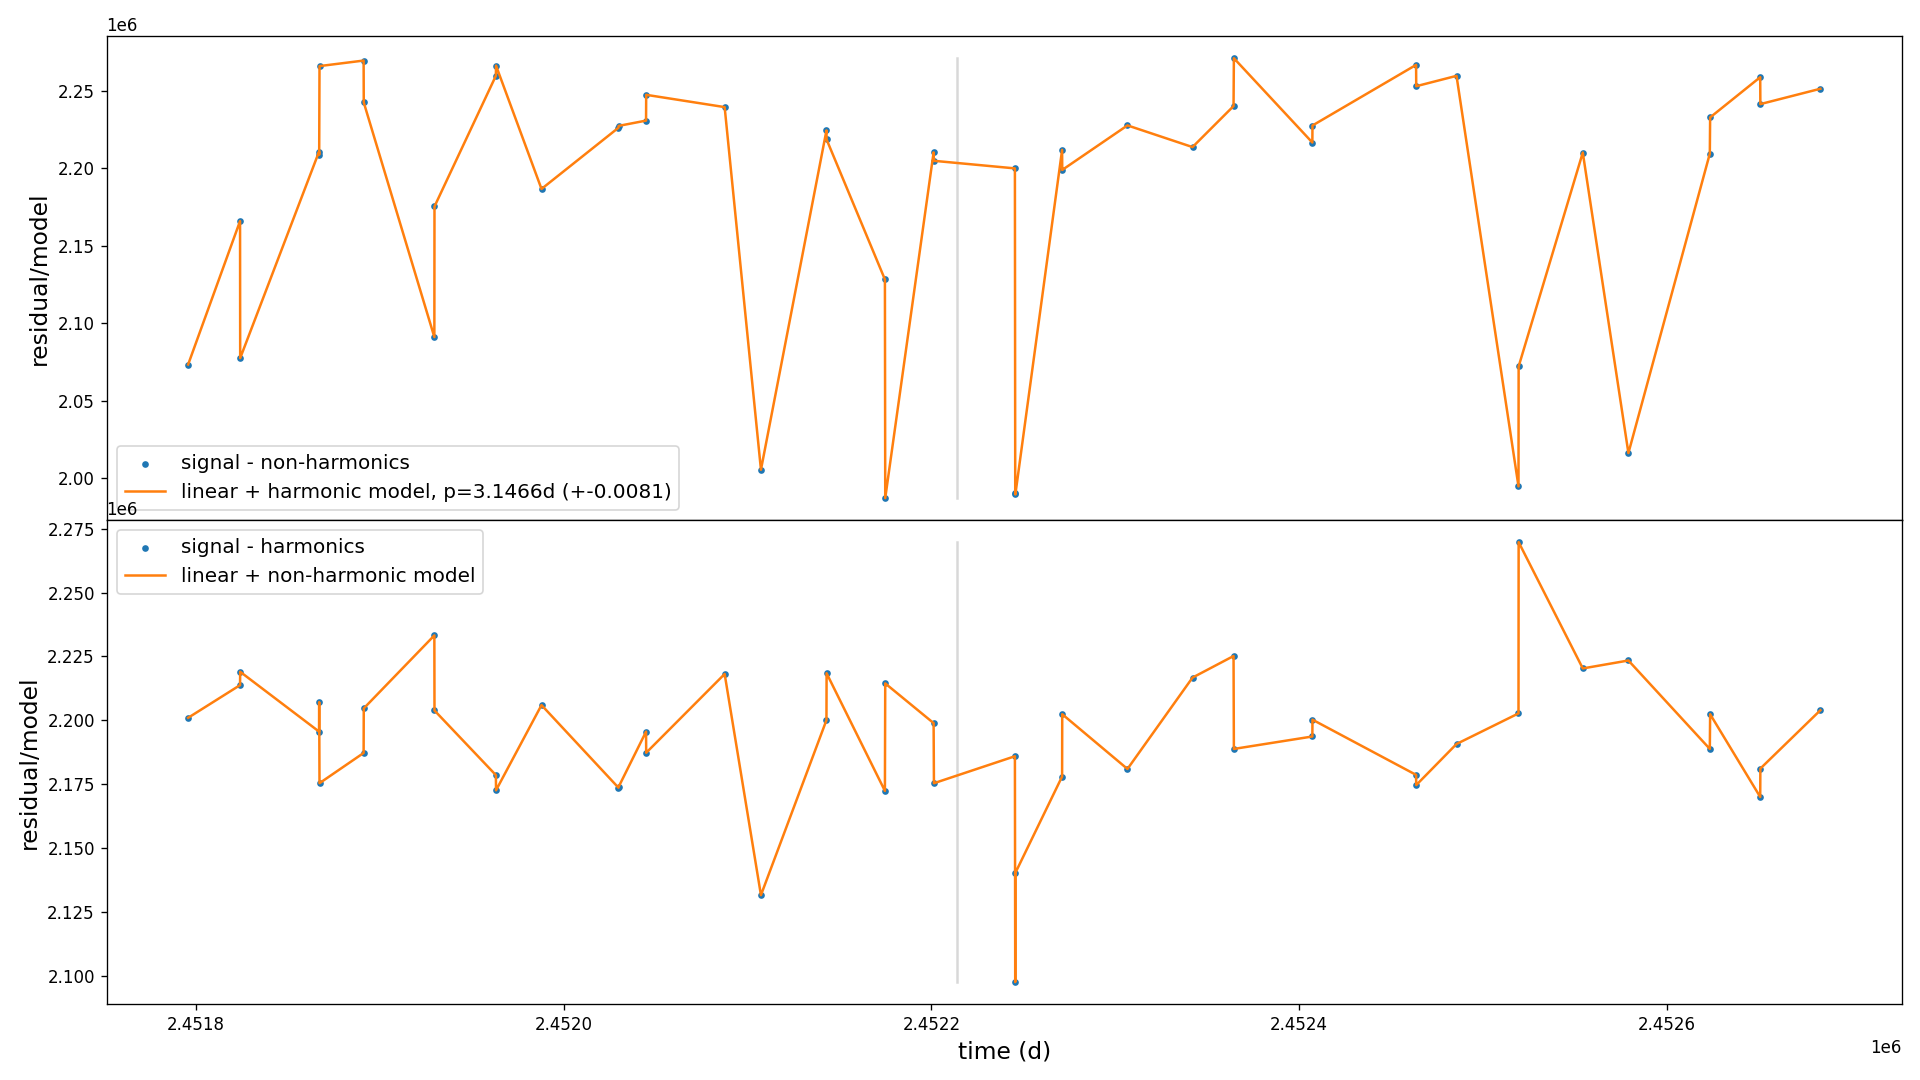 1e6
2.25
2.20
2.15
2.10
2.05
2.00
residual/model
signal - non-harmonics
linear + harmonic model, p=3.1466d (+-0.0081)
1e6
2.275
2.250
2.225
2.200
2.175
2.150
2.125
2.100
residual/model
signal - harmonics
linear + non-harmonic model
2.4518
2.4520
2.4522
2.4524
2.4526
time (d)
1e6